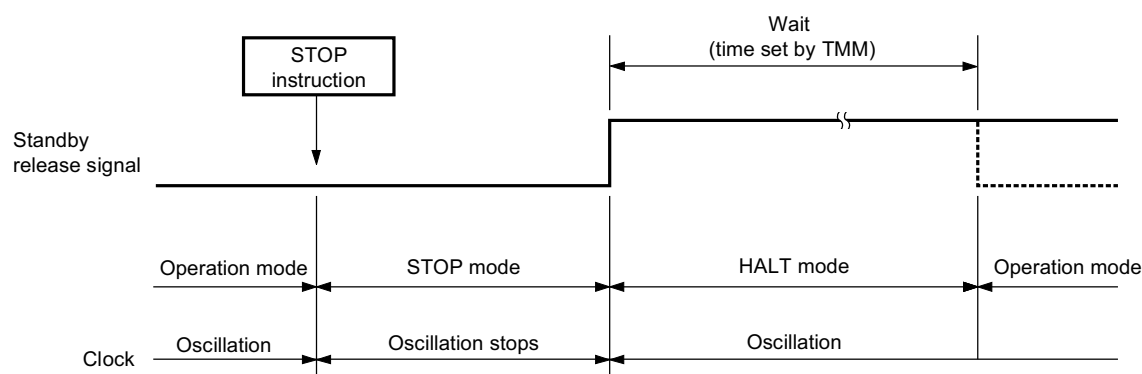 Wait
(time set by TMM)
STOP
instruction
Standby
release signal
Operation mode
STOP mode
HALT mode
Operation mode
Clock
Oscillation
Oscillation stops
Oscillation